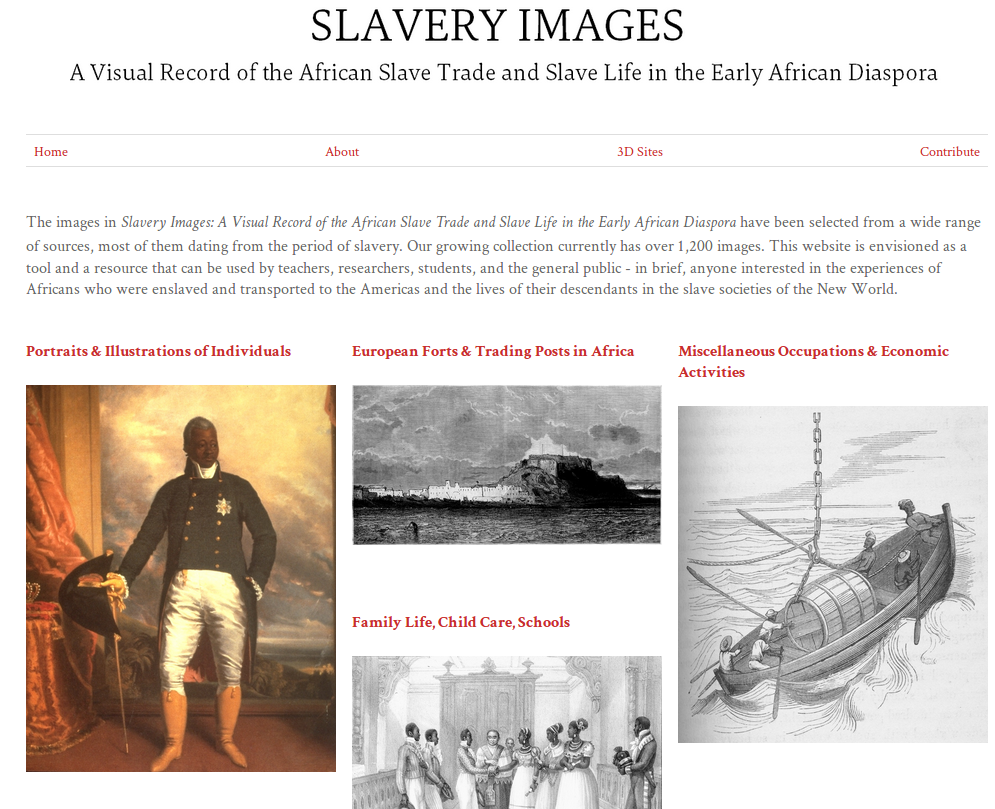 SLAVERY IMAGES
A Visual Record of the African Slave Trade and Slave Life in the Early African Diaspora
Home
About
3D Sites
Contribute
The images in Slavery Images: A Visual Record of the African Slave Trade and Slave Life in the Early African Diaspora have been selected from a wide range
of sources, most of them dating from the period of slavery. Our growing collection currently has over 1,200 images. This website is envisioned as a
tool and a resource that can be used by teachers, researchers, students, and the general public - in brief, anyone interested in the experiences of
Africans who were enslaved and transported to the Americas and the lives of their descendants in the slave societies of the New World.
Portraits & Illustrations of Individuals
European Forts & Trading Posts in Africa
Miscellaneous Occupations & Economic
Activities
Family Life, Child Care, Schools